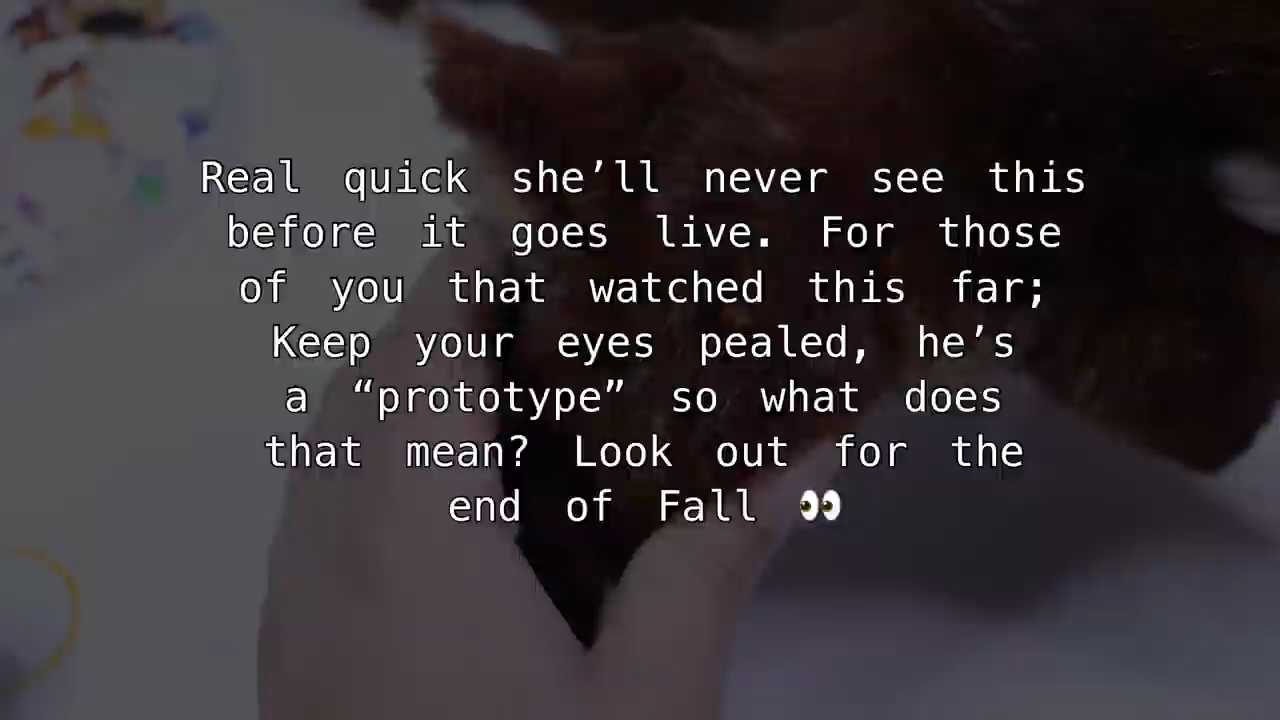 Real quick she’ll never see this
before it goes live. For those
of you that watched this far;
Keep your eyes pealed, he’s
a “prototype” so what does
that mean? Look out for the
end of Fall 👀